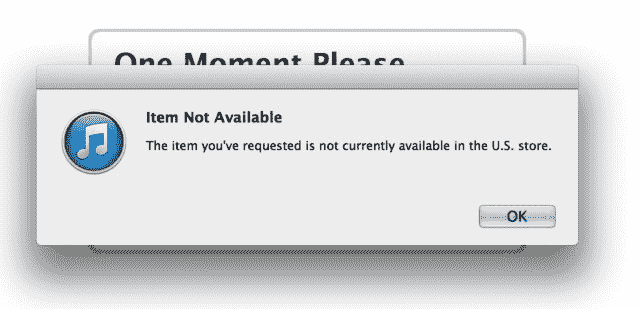 One Moment Please
Item Not Available
The item you've requested is not currently available in the U.S. store.
OK